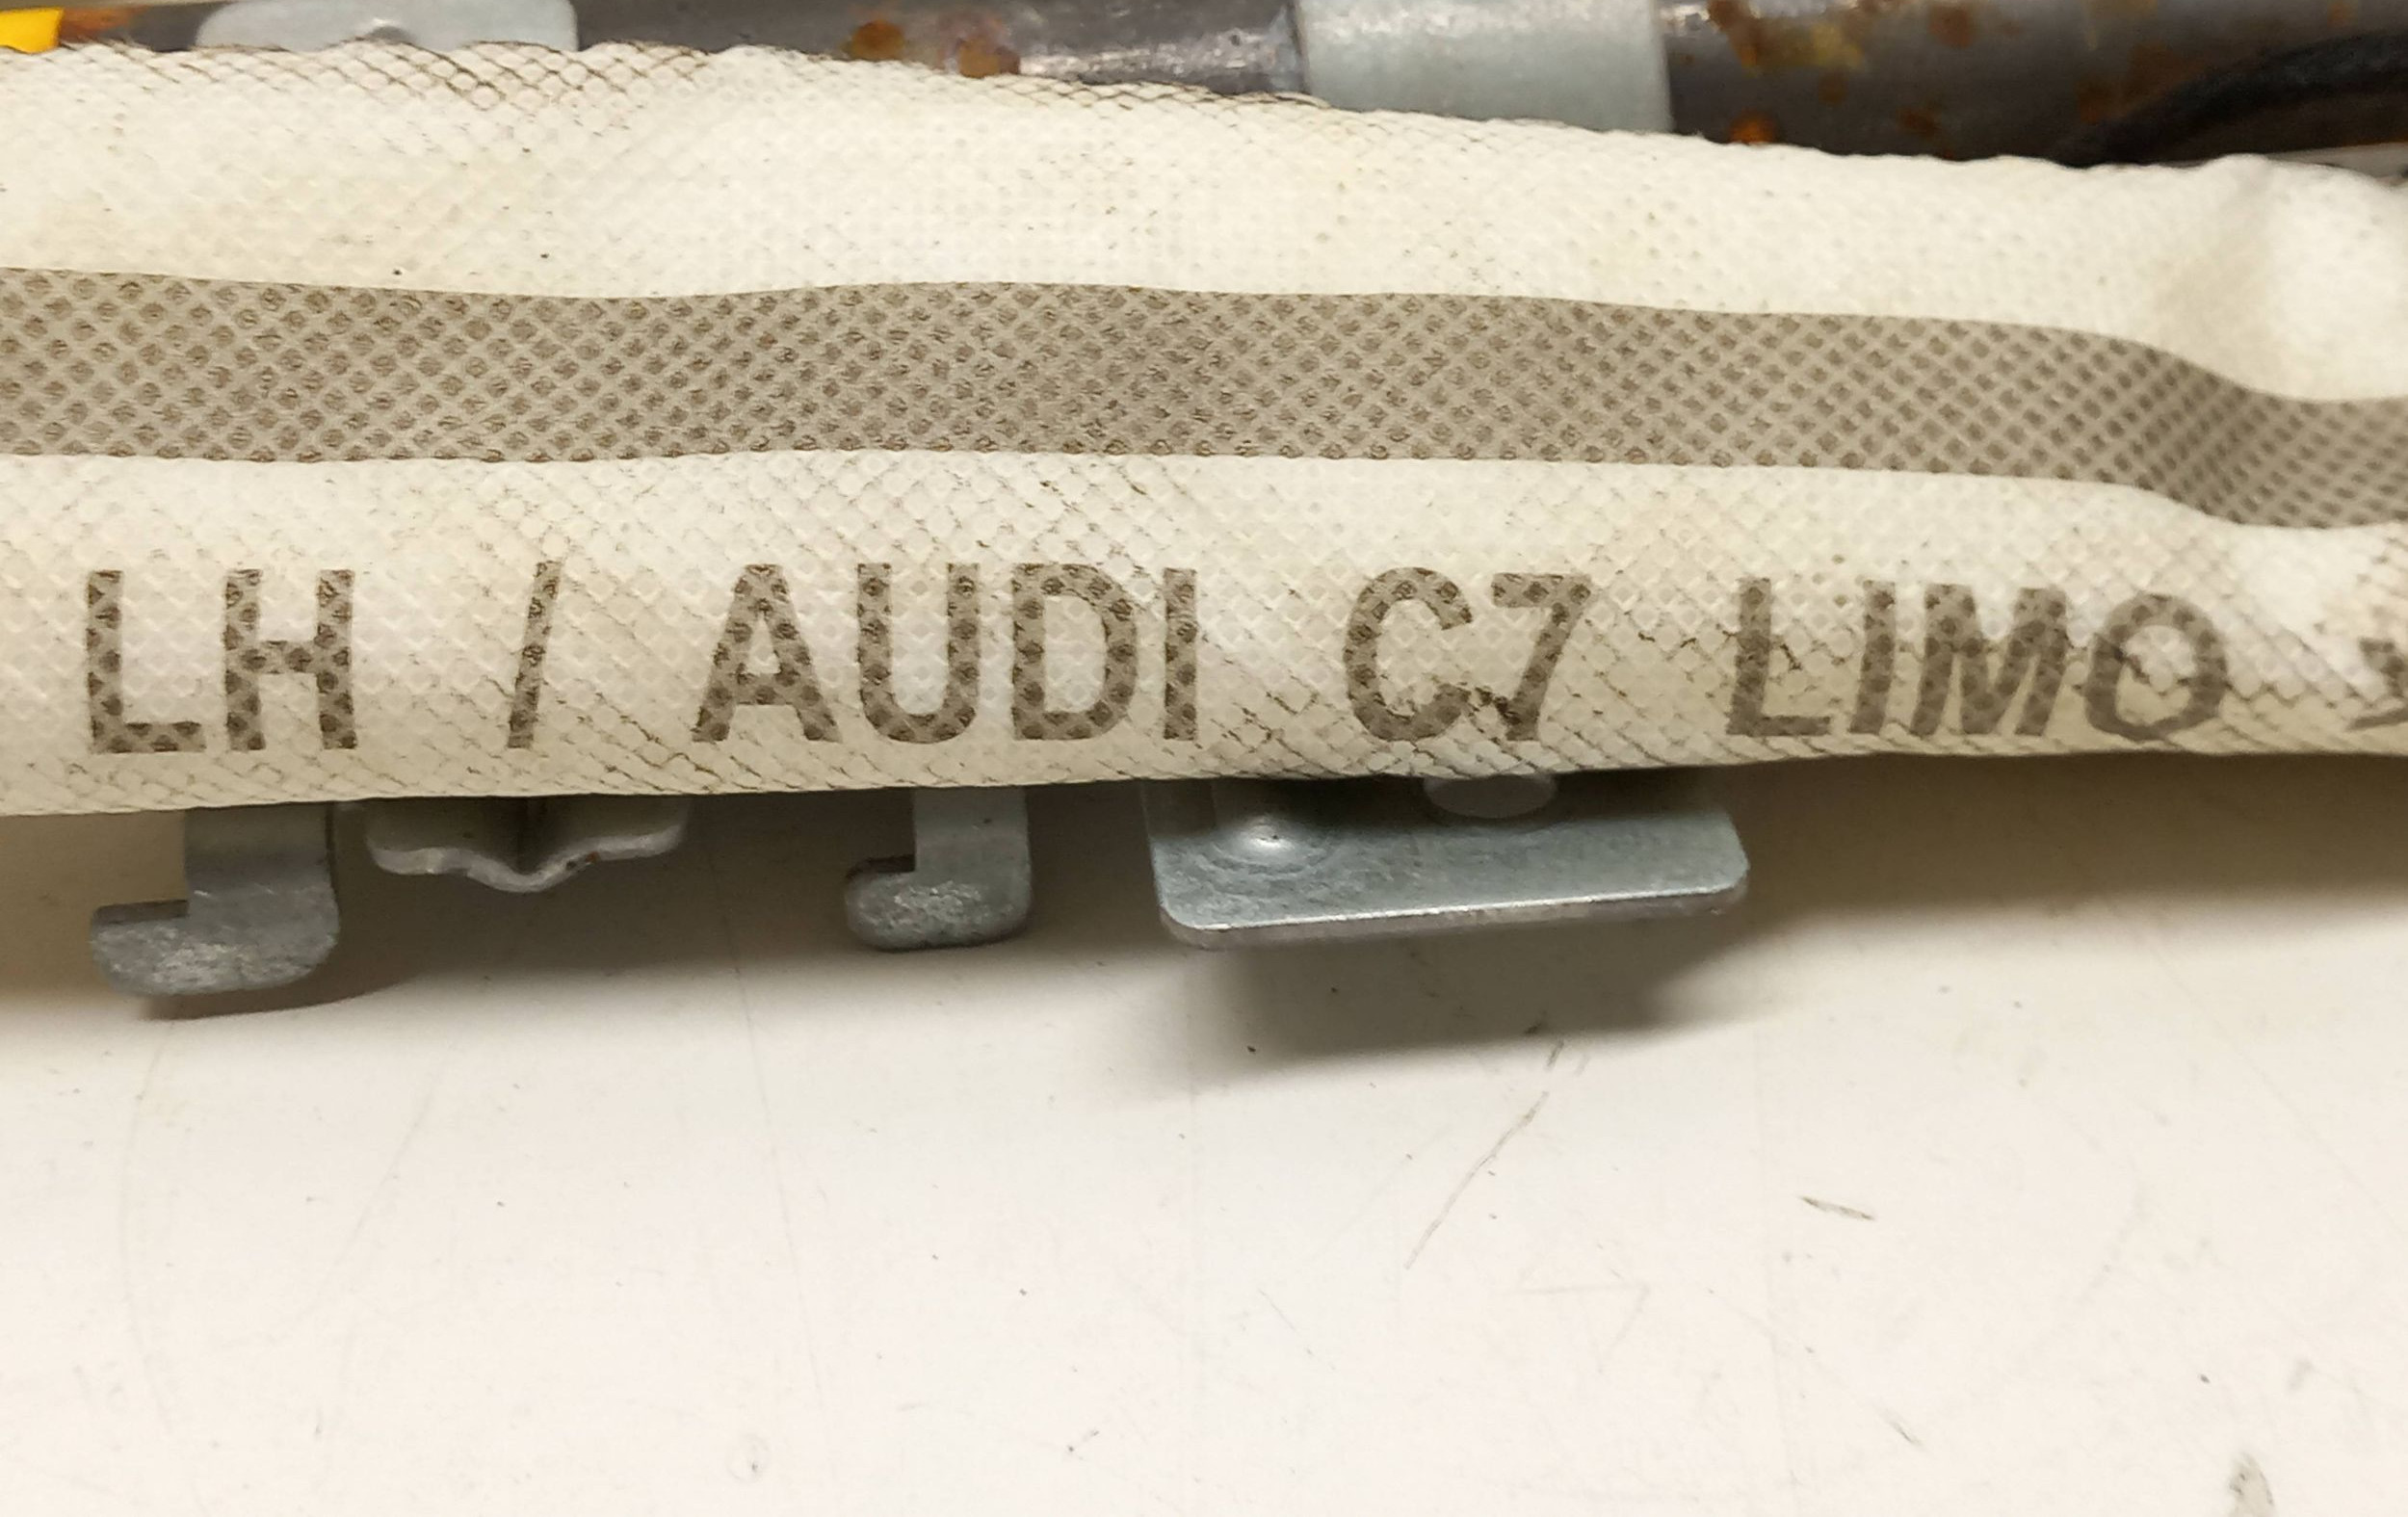 LH / AUDI C7 LIMO